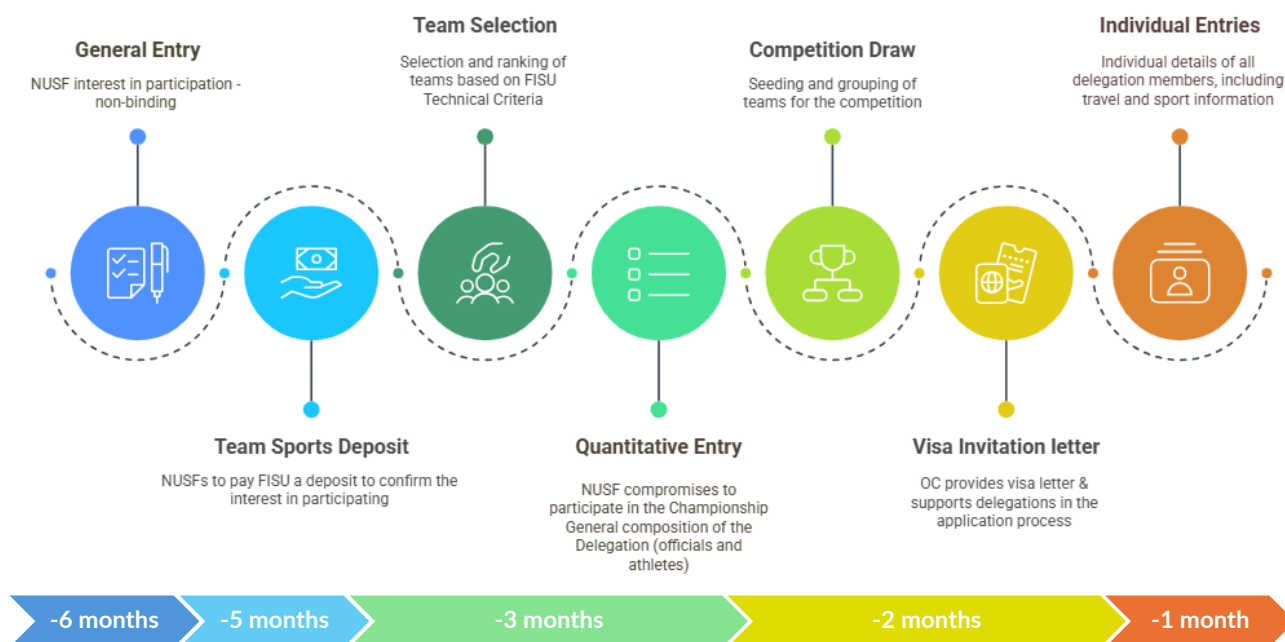 General Entry
NUSF interest in participation -
non-binding
Team Selection
Selection and ranking of
teams based on FISU
Technical Criteria
Competition Draw
Seeding and grouping of
teams for the competition
Individual Entries
Individual details of all
delegation members, including
travel and sport information
Team Sports Deposit
NUSFs to pay FISU a deposit to confirm the
interest in participating
Quantitative Entry
NUSF compromises to
participate in the Championship
General composition of the
Delegation (officials and
athletes)
Visa Invitation letter
OC provides visa letter &
supports delegations in the
application process
-6 months
-5 months
-3 months
-2 months
-1 month